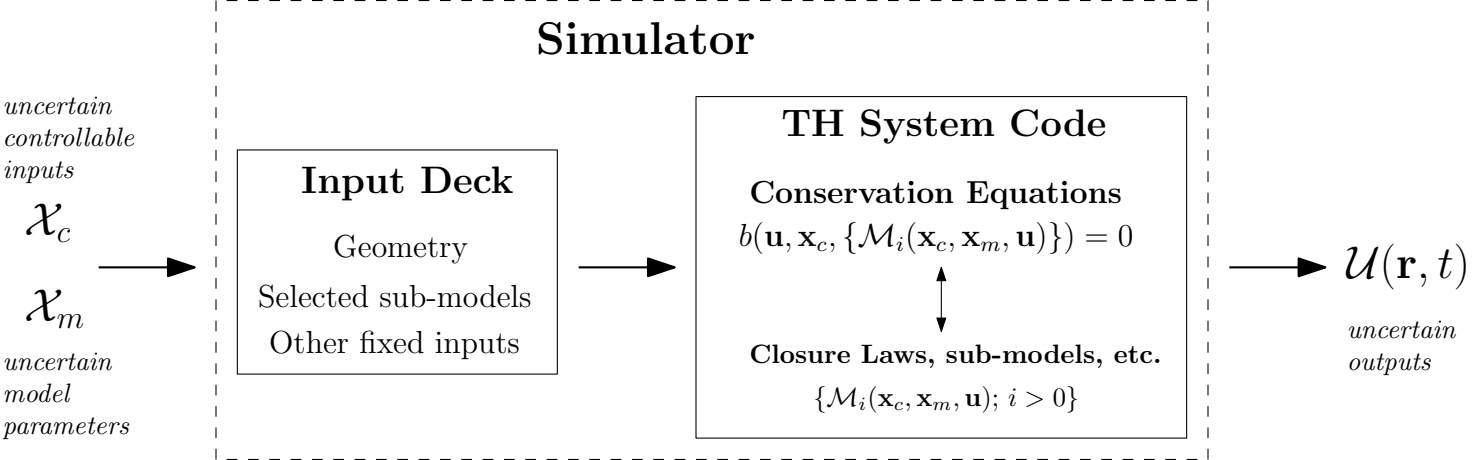 Simulator
uncertain
controllable
inputs
𝒳_c
𝒳_m
uncertain
model
parameters
Input Deck
Geometry
Selected sub-models
Other fixed inputs
TH System Code
Conservation Equations
b(𝐮, 𝐱_c, {ℳ_i(𝐱_c, 𝐱_m, 𝐮)}) = 0
Closure Laws, sub-models, etc.
{ℳ_i(𝐱_c, 𝐱_m, 𝐮); i > 0}
𝒰(𝐫, t)
uncertain
outputs